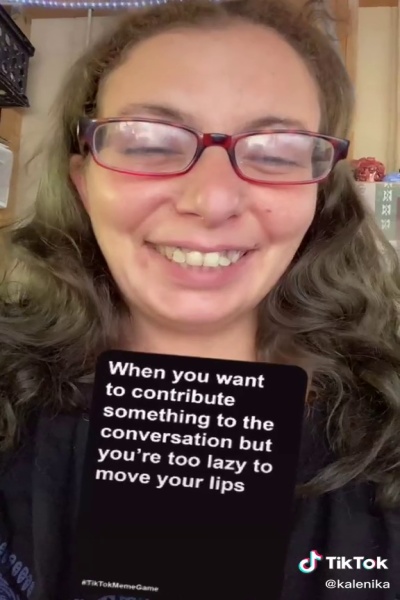 When you want
to contribute
something to the
conversation but
you're too lazy to
move your lips
#TikTokMemeGame
TikTok
@kalenika